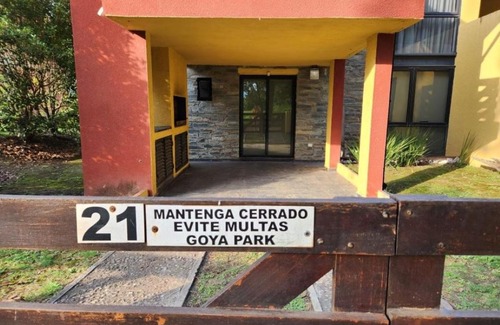 21
MANTENGA CERRADO
EVITE MULTAS
GOYA PARK